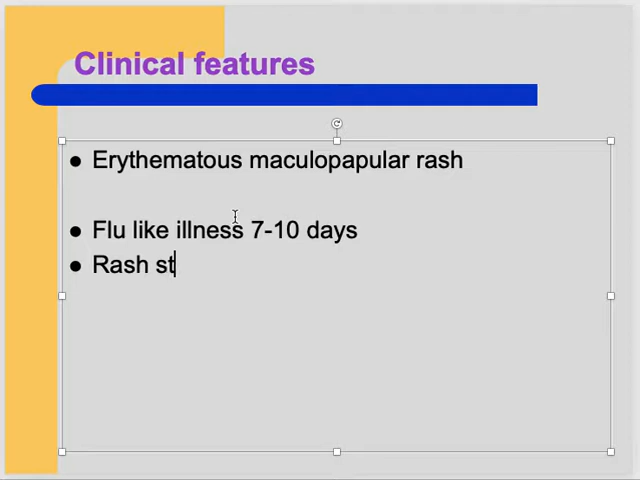 Clinical features
● Erythematous maculopapular rash
● Flu like illness 7-10 days
● Rash st